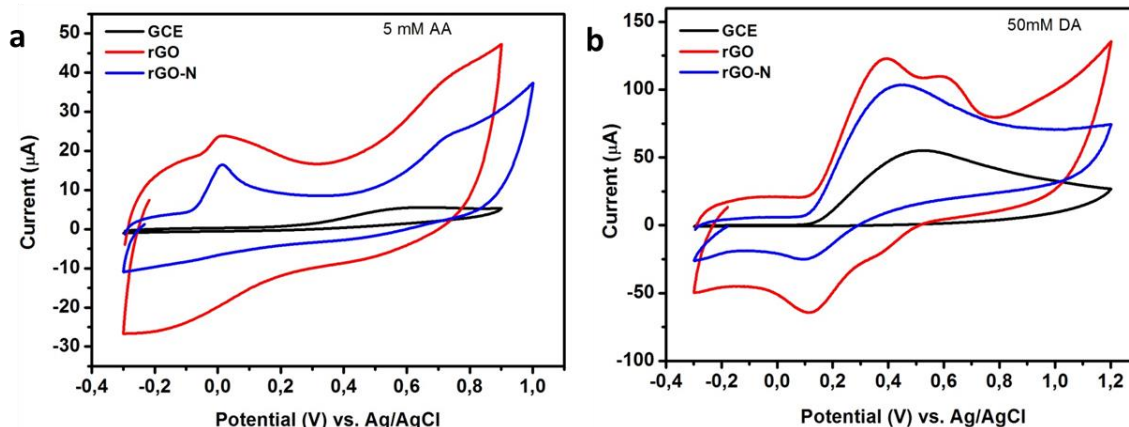 a
GCE
rGO
rGO-N
5 mM AA
Current (µA)
50
40
30
20
10
0
-10
-20
-30
-0,4
-0,2
0,0
0,2
0,4
0,6
0,8
1,0
Potential (V) vs. Ag/AgCl
b
GCE
rGO
rGO-N
50mM DA
Current (µA)
150
100
50
0
-50
-100
-0,4
-0,2
0,0
0,2
0,4
0,6
0,8
1,0
1,2
Potential (V) vs. Ag/AgCl